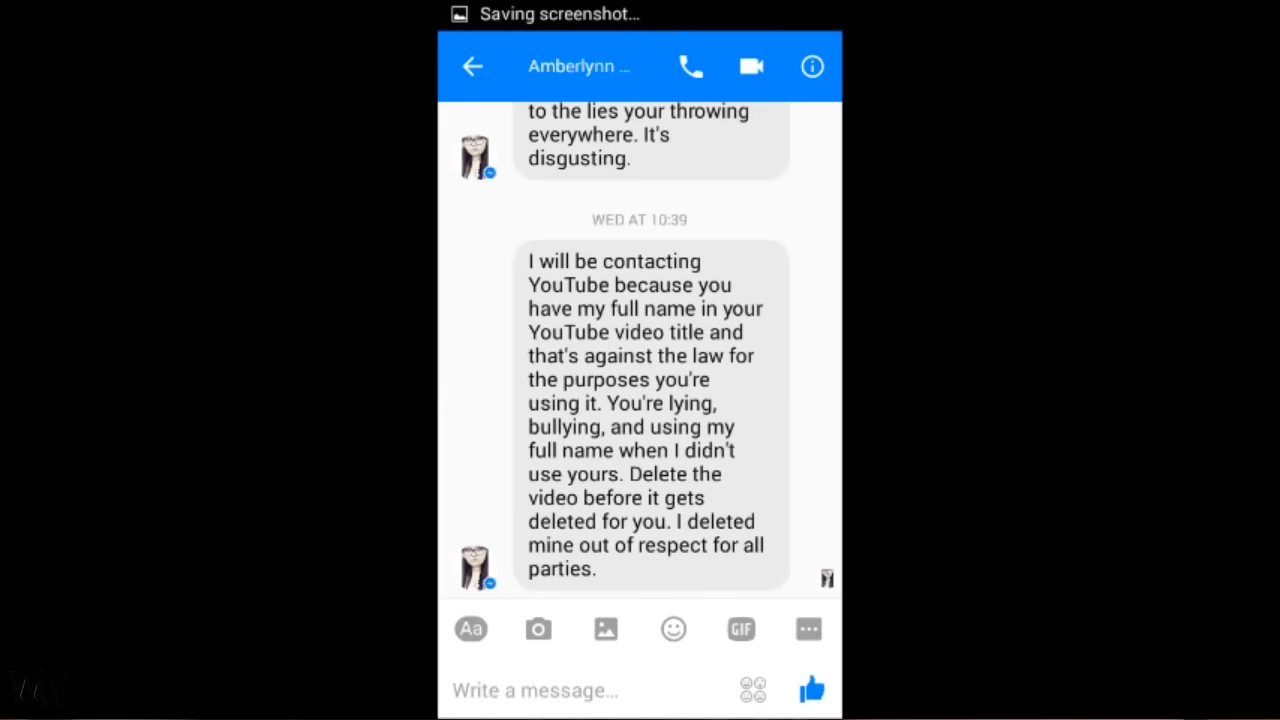 Saving screenshot...
Amberlynn ...
to the lies your throwing
everywhere. It's
disgusting.
WED AT 10:39
I will be contacting
YouTube because you
have my full name in your
YouTube video title and
that's against the law for
the purposes you're
using it. You're lying,
bullying, and using my
full name when I didn't
use yours. Delete the
video before it gets
deleted for you. I deleted
mine out of respect for all
parties.
Aa
GIF
Write a message...